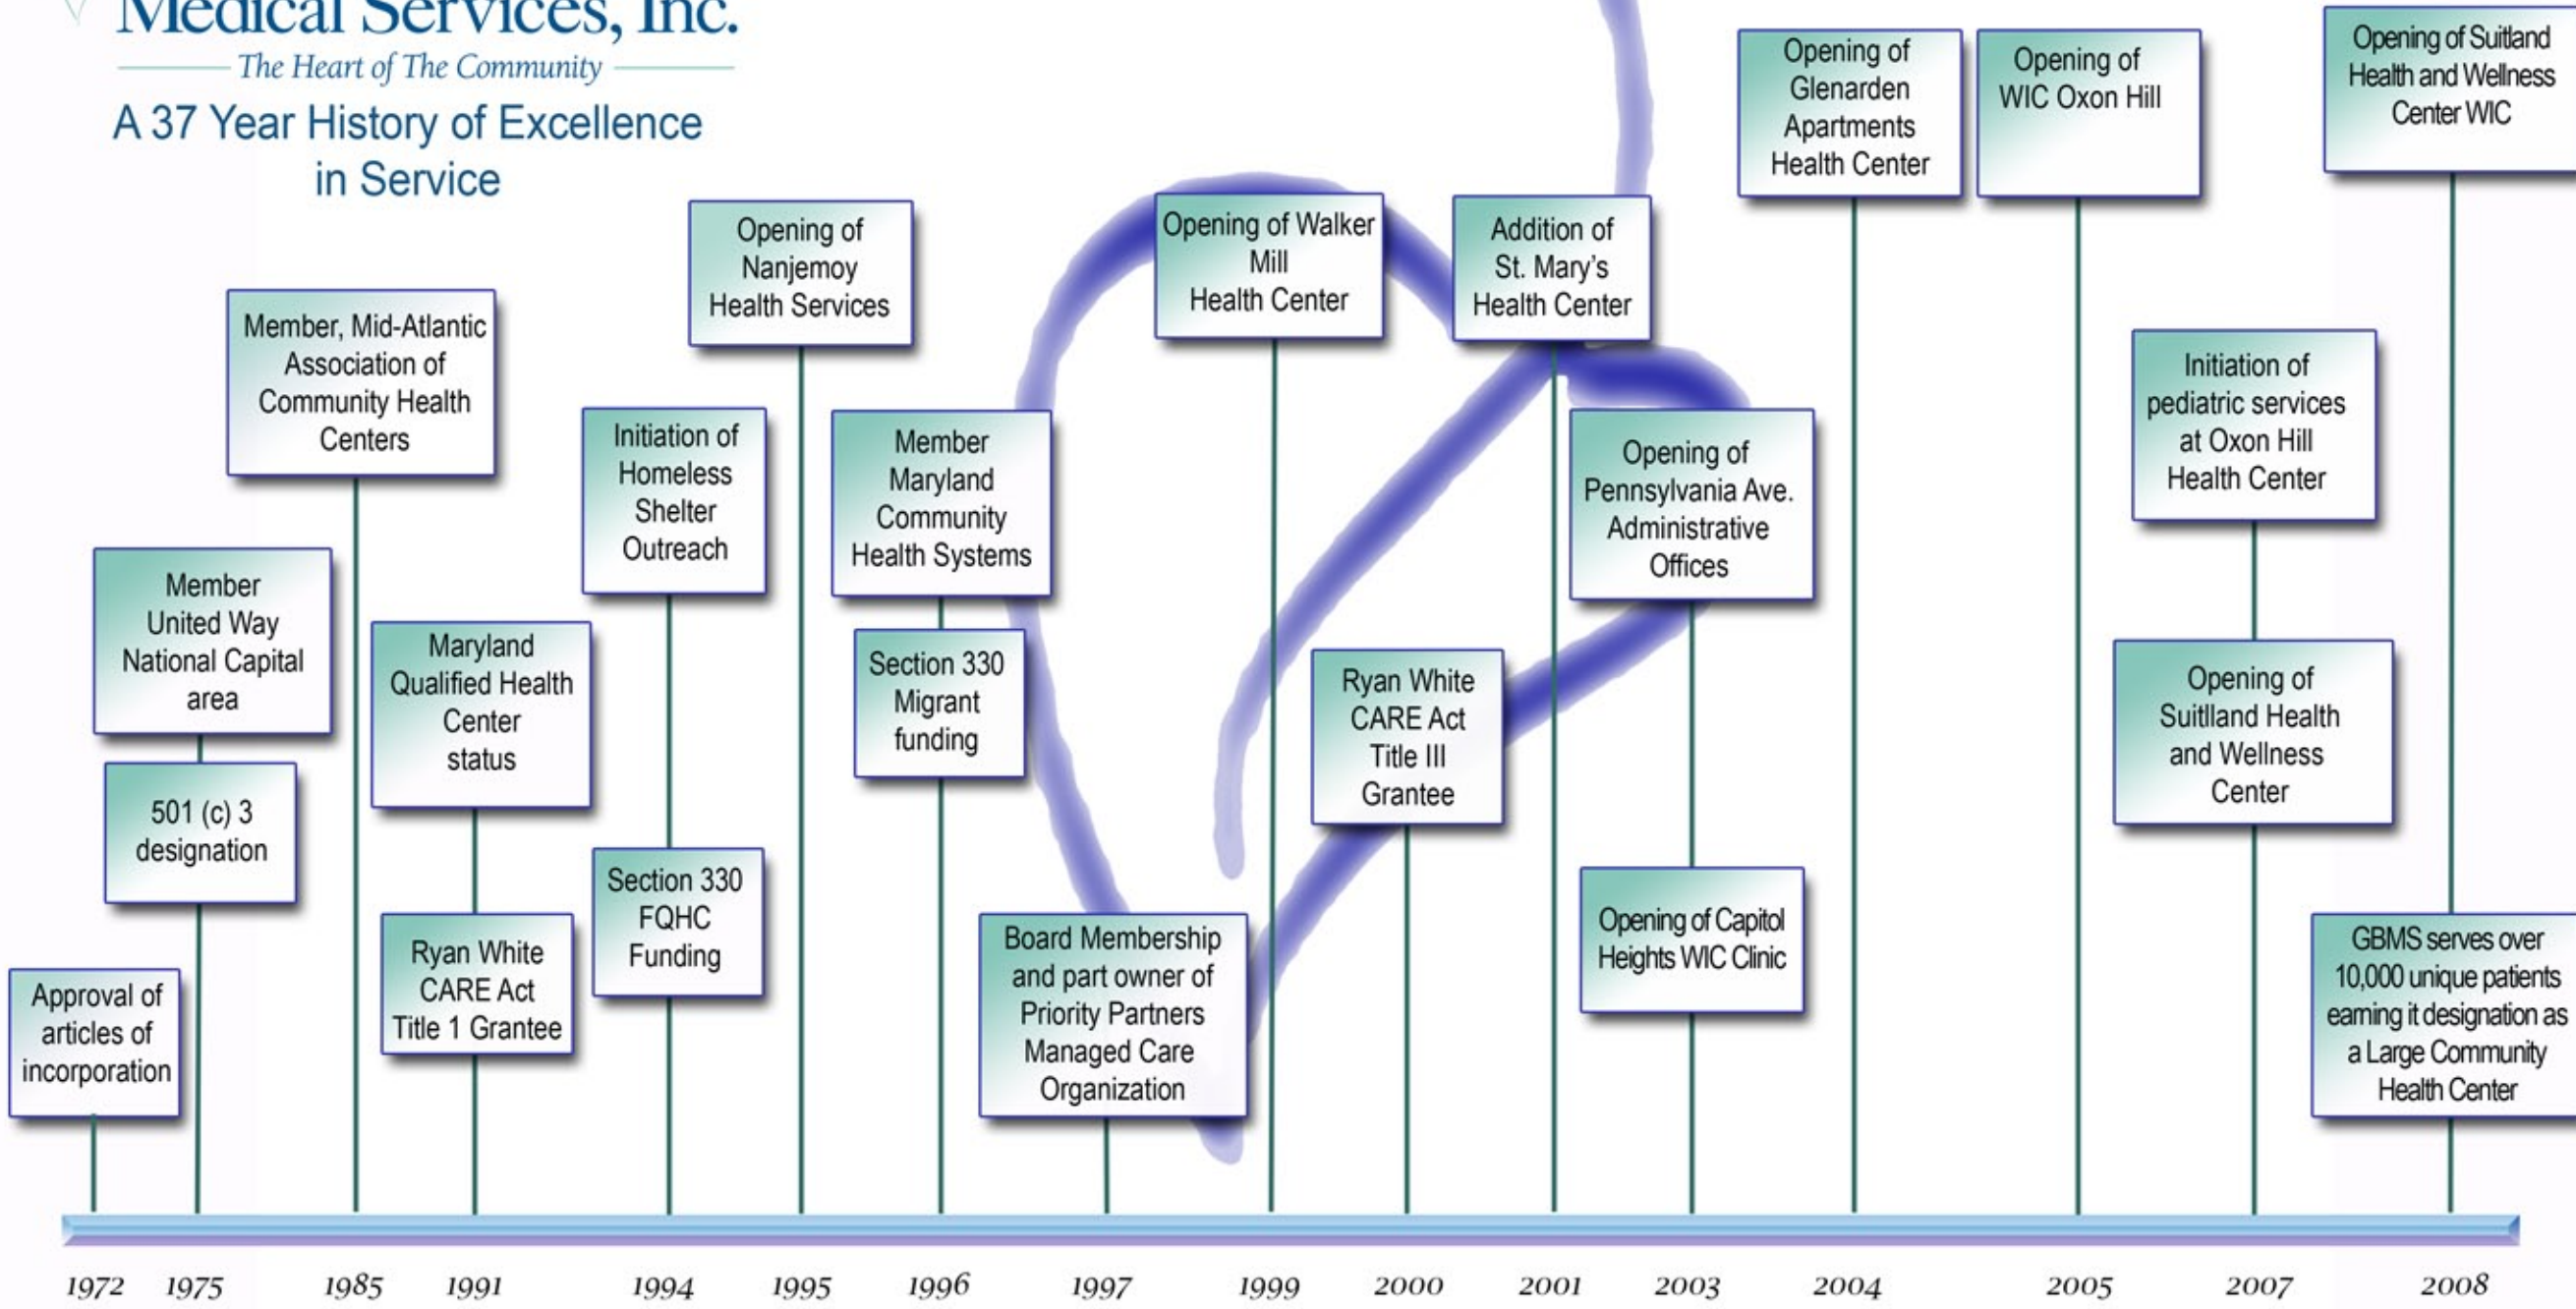 Medical Services, Inc.
The Heart of The Community
A 37 Year History of Excellence
in Service
Approval of
articles of
incorporation
Member
United Way
National Capital
area
501 (c) 3
designation
Member, Mid-Atlantic
Association of
Community Health
Centers
Maryland
Qualified Health
Center
status
Ryan White
CARE Act
Title 1 Grantee
Initiation of
Homeless
Shelter
Outreach
Section 330
FQHC
Funding
Opening of
Nanjemoy
Health Services
Member
Maryland
Community
Health Systems
Section 330
Migrant
funding
Board Membership
and part owner of
Priority Partners
Managed Care
Organization
Opening of Walker
Mill
Health Center
Ryan White
CARE Act
Title III
Grantee
Addition of
St. Mary's
Health Center
Opening of
Pennsylvania Ave.
Administrative
Offices
Opening of Capitol
Heights WIC Clinic
Opening of
Glenarden
Apartments
Health Center
Opening of
WIC Oxon Hill
Initiation of
pediatric services
at Oxon Hill
Health Center
Opening of
Suitlland Health
and Wellness
Center
Opening of Suitland
Health and Wellness
Center WIC
GBMS serves over
10,000 unique patients
earning it designation as
a Large Community
Health Center
1972 1975 1985 1991 1994 1995 1996 1997 1999 2000 2001 2003 2004 2005 2007 2008